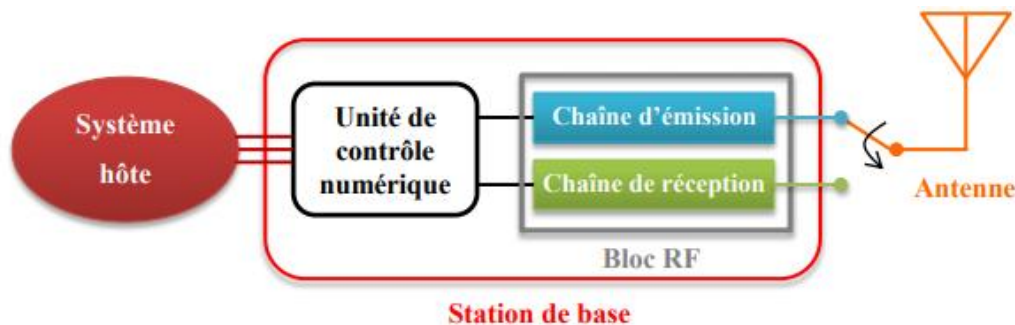 Système
hôte
Unité de
contrôle
numérique
Chaîne d'émission
Chaîne de réception
Bloc RF
Antenne
Station de base